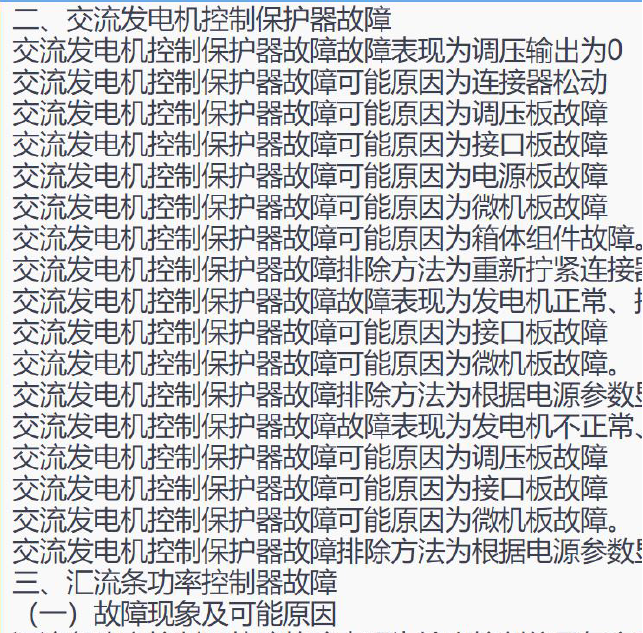 二、交流发电机控制保护器故障
交流发电机控制保护器故障故障表现为调压输出为0
交流发电机控制保护器故障可能原因为连接器松动
交流发电机控制保护器故障可能原因为调压板故障
交流发电机控制保护器故障可能原因为接口板故障
交流发电机控制保护器故障可能原因为电源板故障
交流发电机控制保护器故障可能原因为微机板故障
交流发电机控制保护器故障可能原因为箱体组件故障。
交流发电机控制保护器故障排除方法为重新拧紧连接器
交流发电机控制保护器故障故障表现为发电机正常、
交流发电机控制保护器故障可能原因为接口板故障
交流发电机控制保护器故障可能原因为微机板故障。
交流发电机控制保护器故障排除方法为根据电源参数显
交流发电机控制保护器故障故障表现为发电机不正常、
交流发电机控制保护器故障可能原因为调压板故障
交流发电机控制保护器故障可能原因为接口板故障
交流发电机控制保护器故障可能原因为微机板故障。
交流发电机控制保护器故障排除方法为根据电源参数显
三、汇流条功率控制器故障
（一）故障现象及可能原因